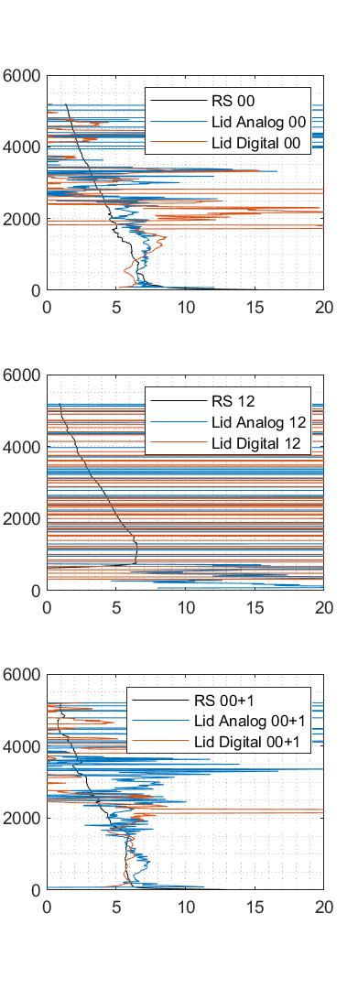 6000
RS 00
Lid Analog 00
Lid Digital 00
4000
2000
0
0 5 10 15 20
6000
RS 12
Lid Analog 12
Lid Digital 12
4000
2000
0
0 5 10 15 20
6000
RS 00+1
Lid Analog 00+1
Lid Digital 00+1
4000
2000
0
0 5 10 15 20